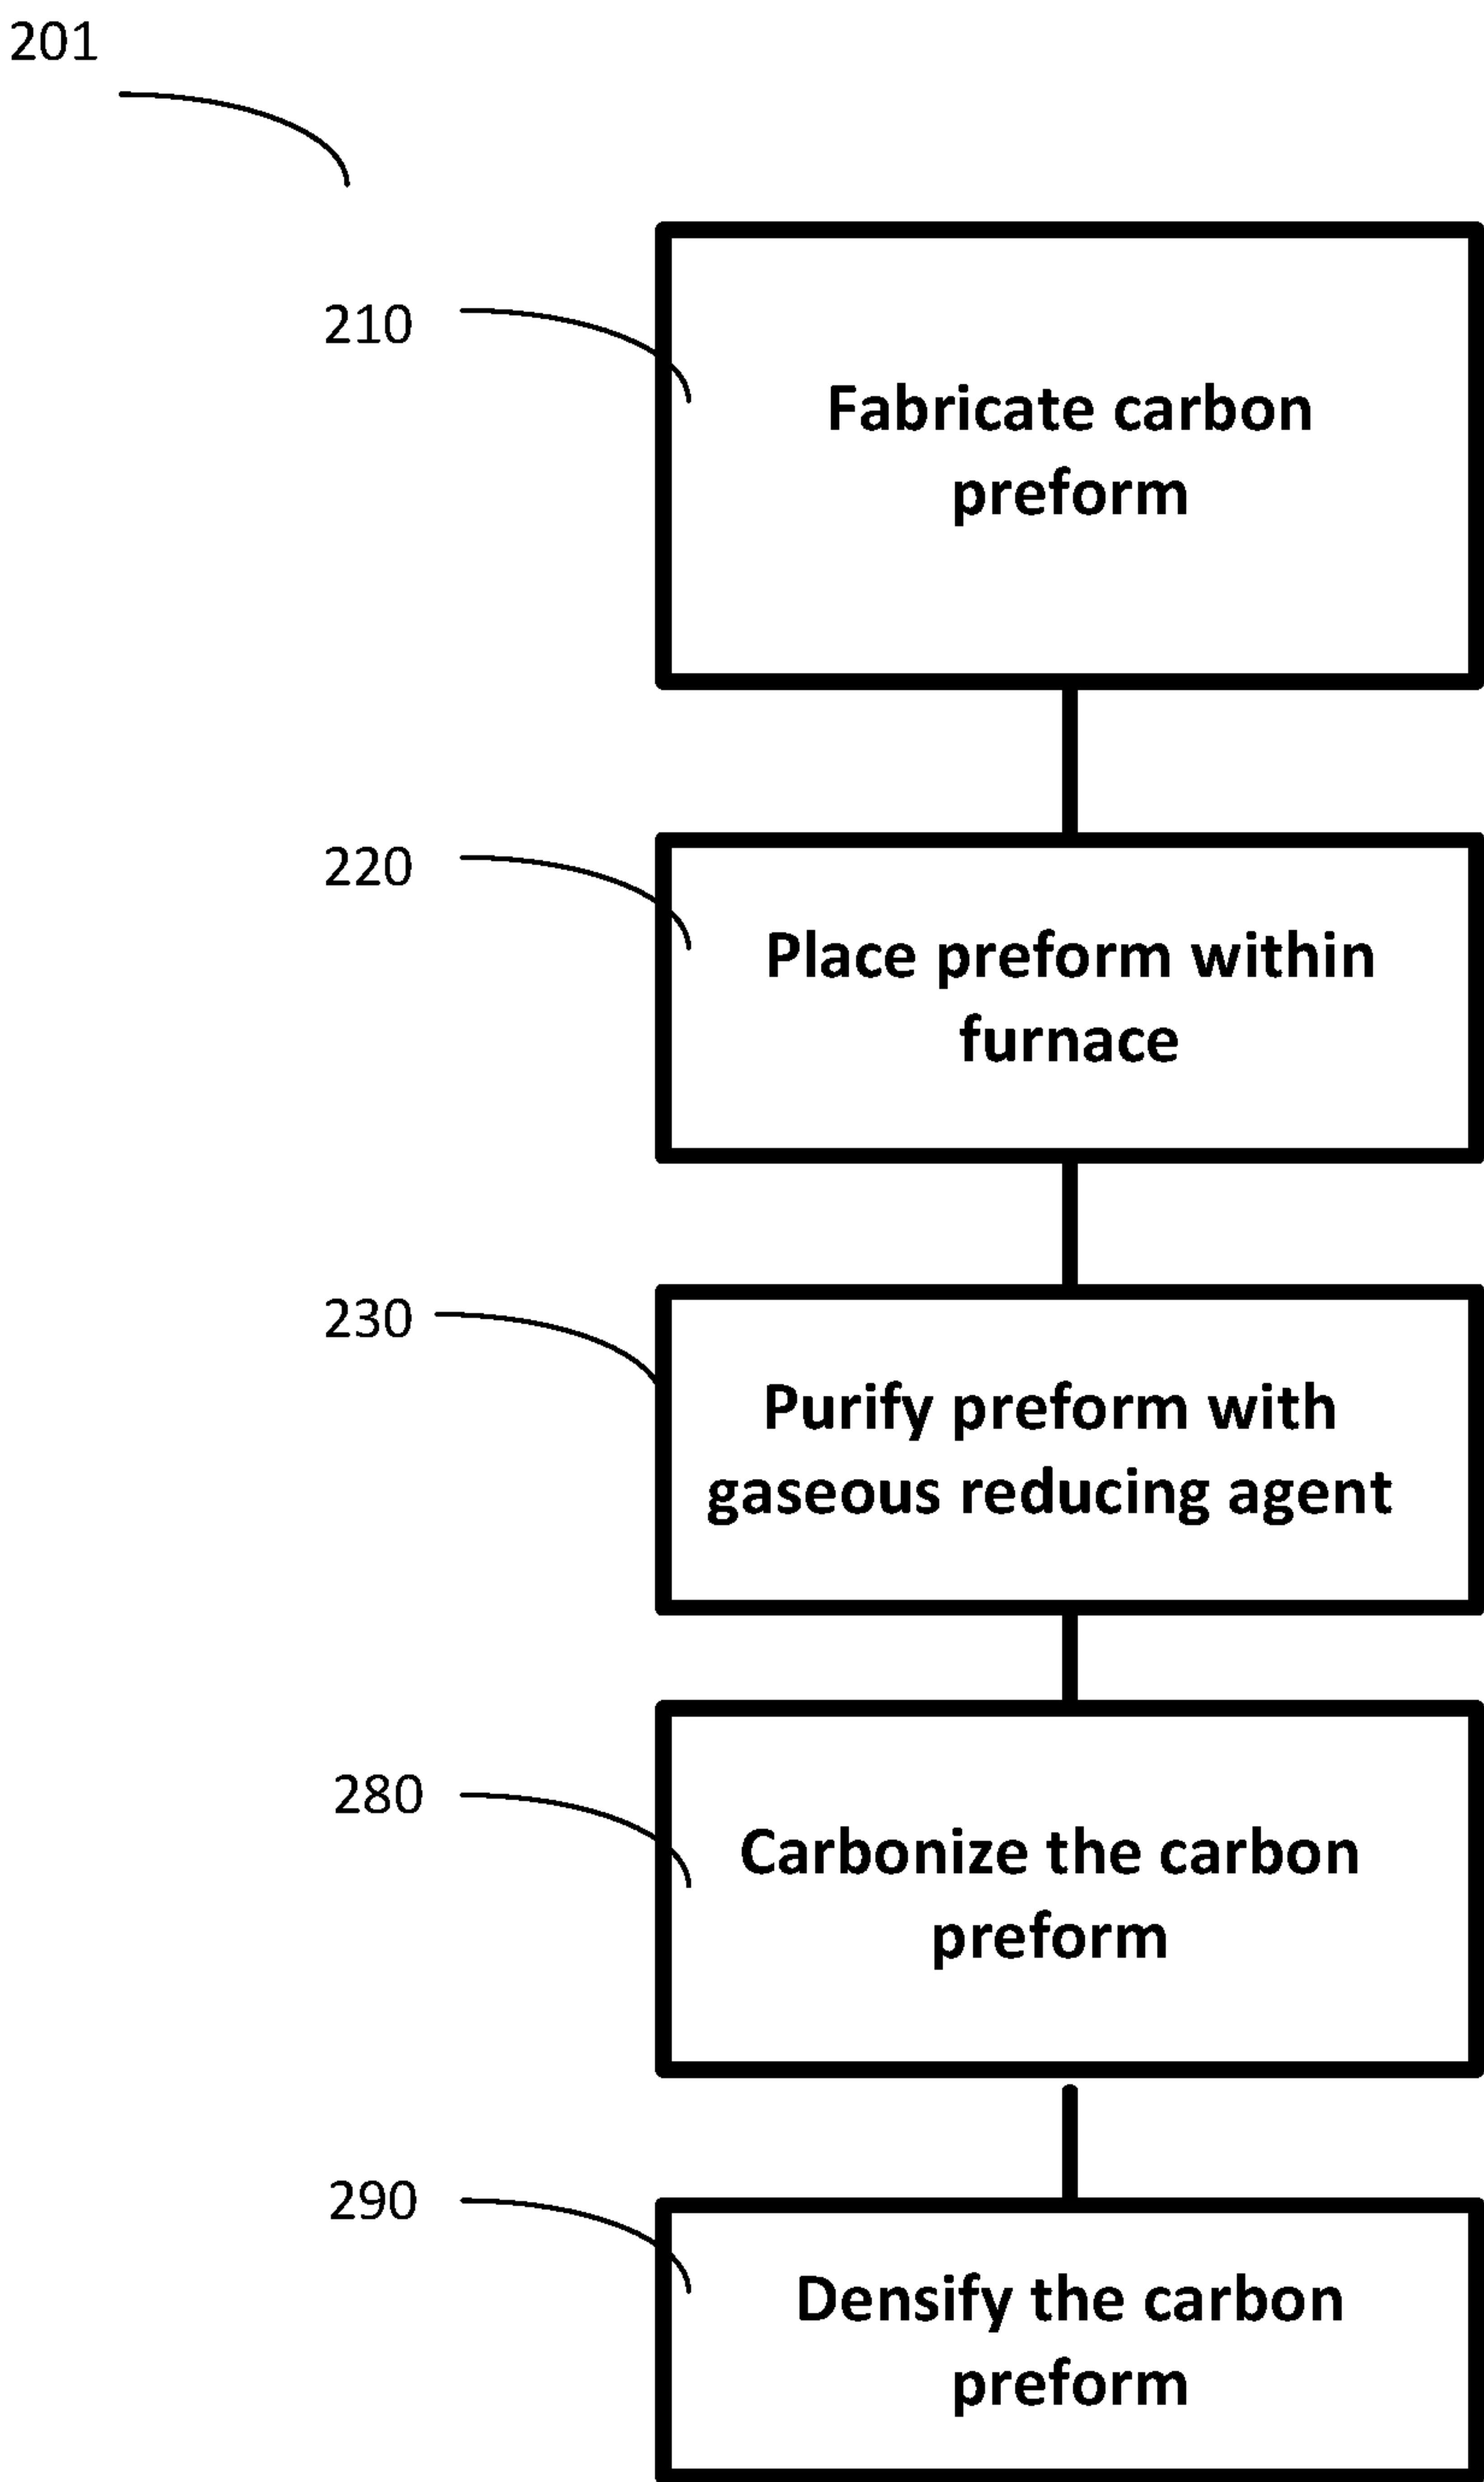 201
210
Fabricate carbon
preform
220
Place preform within
furnace
230
Purify preform with
gaseous reducing agent
280
Carbonize the carbon
preform
290
Densify the carbon
preform